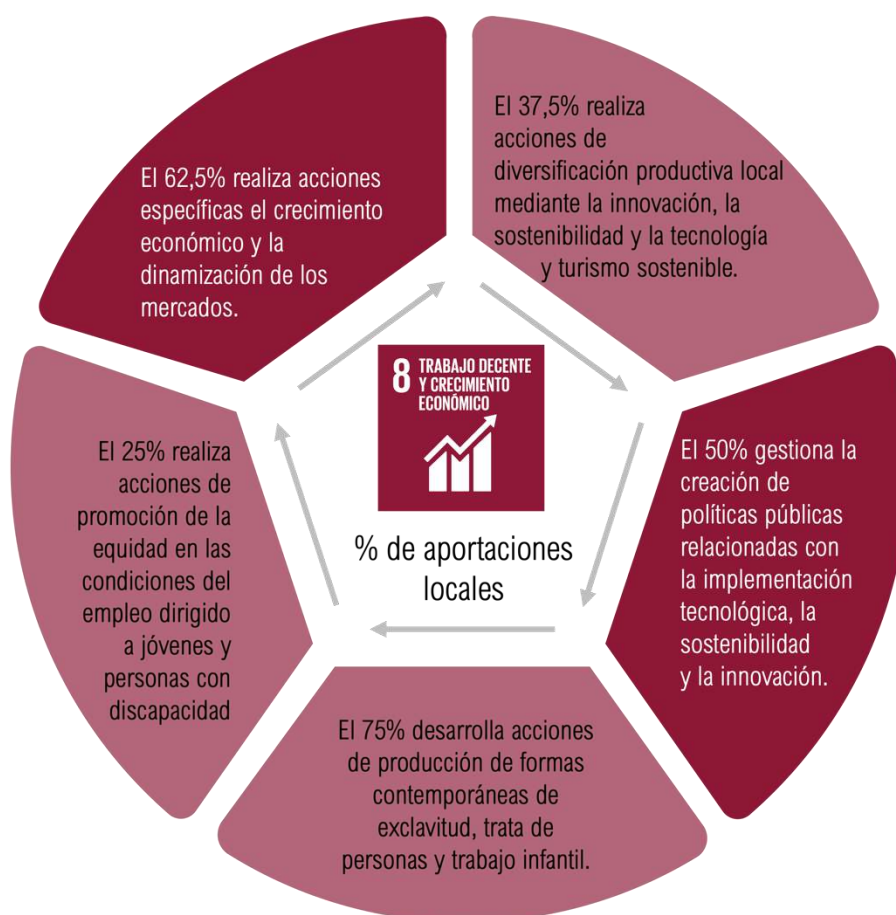 El 62,5% realiza acciones
específicas el crecimiento
económico y la
dinamización de los
mercados.
El 37,5% realiza
acciones de
diversificación productiva local
mediante la innovación, la
sostenibilidad y la tecnología
y turismo sostenible.
El 50% gestiona la
creación de
políticas públicas
relacionadas con
la implementación
tecnológica, la
sostenibilidad
y la innovación.
El 75% desarrolla acciones
de producción de formas
contemporáneas de
exclavitud, trata de
personas y trabajo infantil.
El 25% realiza
acciones de
promoción de la
equidad en las
condiciones del
empleo dirigido
a jóvenes y
personas con
discapacidad
8 TRABAJO DECENTE
Y CRECIMIENTO
ECONÓMICO
% de aportaciones
locales